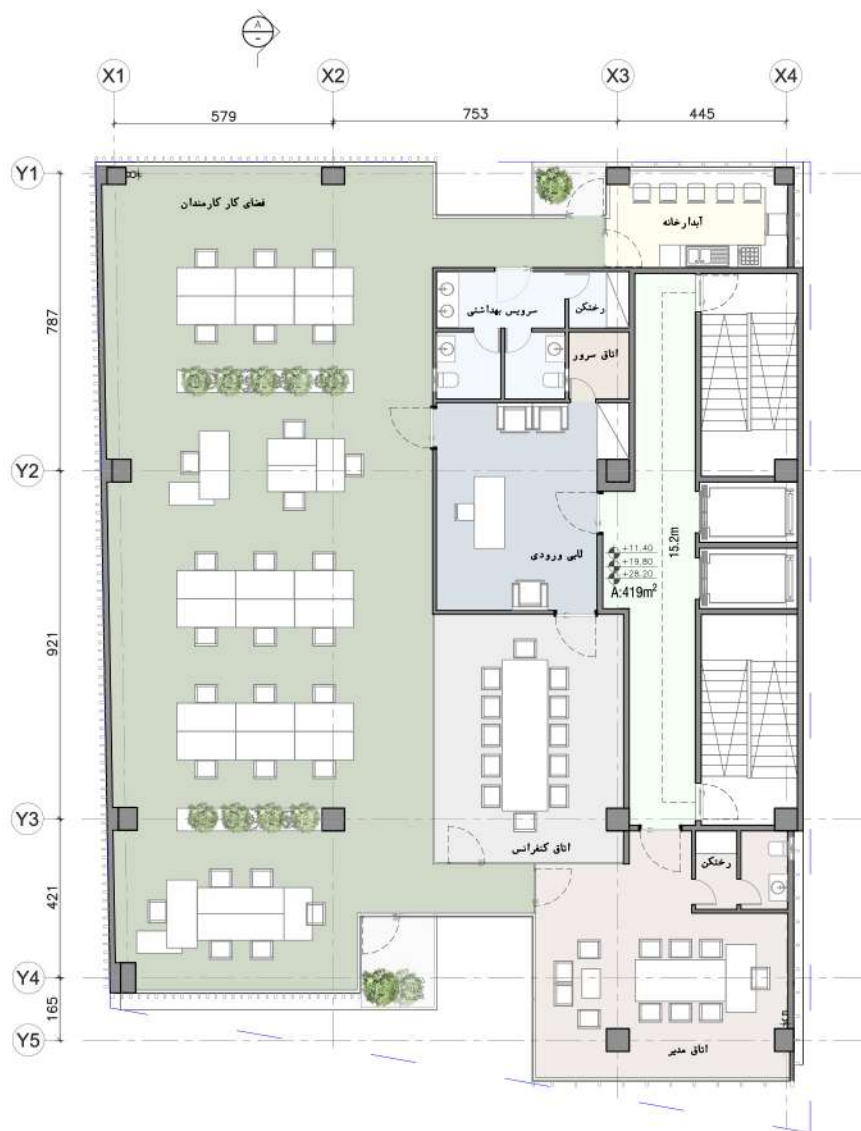 A
-
X1
X2
X3
X4
579
753
445
Y1
فضای کار کارمندان
آبدارخانه
787
سرویس بهداشتی
رختکن
اتاق سرور
Y2
لابی ورودی
+11.40
+19.80
+28.20
A:419m²
15.2m
921
Y3
اتاق کنفرانس
رختکن
421
Y4
165
Y5
اتاق مدیر